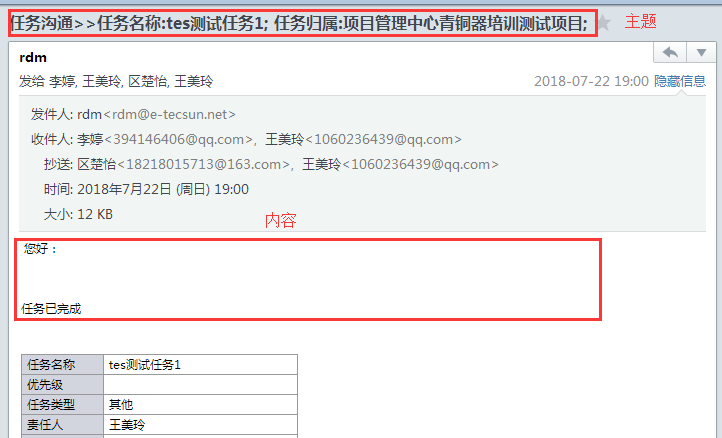 任务沟通>>任务名称:tes测试任务1; 任务归属:项目管理中心青铜器培训测试项目; 主题
rdm
发给 李婷, 王美玲, 区楚怡, 王美玲 2018-07-22 19:00 隐藏信息
发件人: rdm<rdm@e-tecsun.net>
收件人: 李婷<394146406@qq.com>, 王美玲<1060236439@qq.com>
抄送: 区楚怡<18218015713@163.com>, 王美玲<1060236439@qq.com>
时间: 2018年7月22日 (周日) 19:00
大小: 12 KB
内容
您好：
任务已完成
任务名称 tes测试任务1
优先级
任务类型 其他
责任人 王美玲